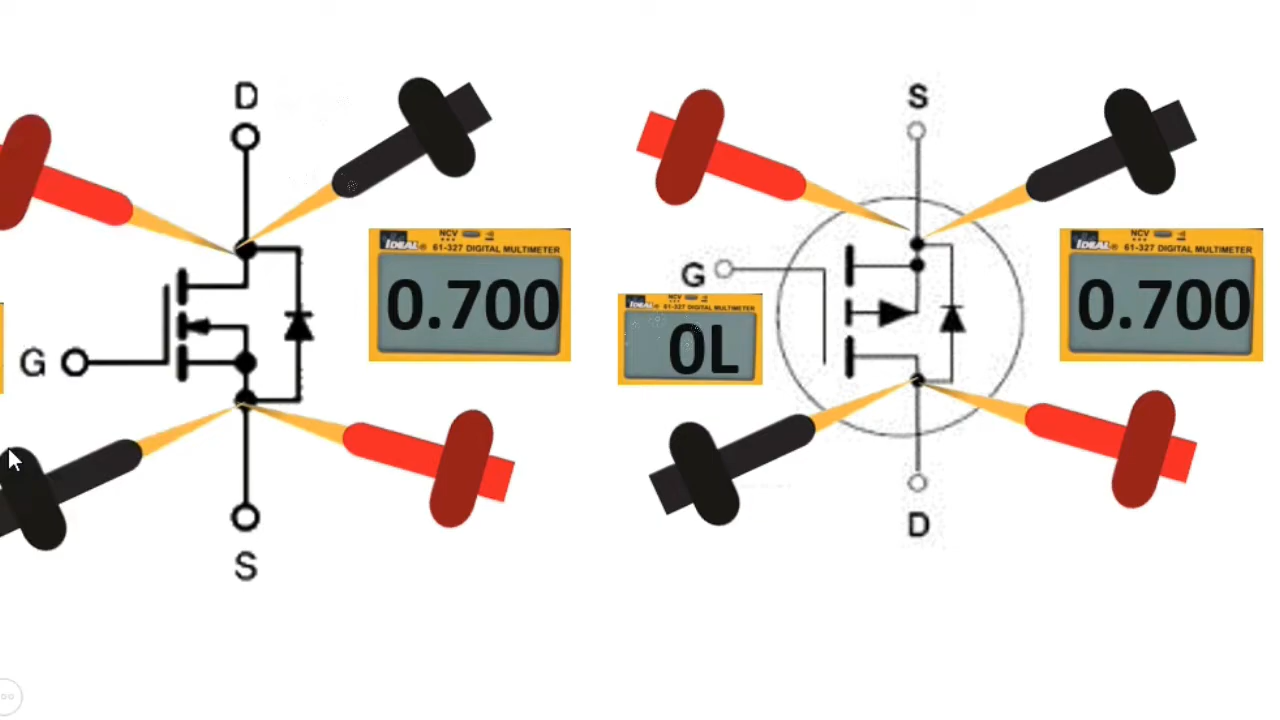 D
S
NCV
IDEAL® 61-327 DIGITAL MULTIMETER
0.700
NCV
IDEAL® 61-327 DIGITAL MULTIMETER
0.700
G
NCV
IDEAL® 61-327 DIGITAL MULTIMETER
0L
G
D
S